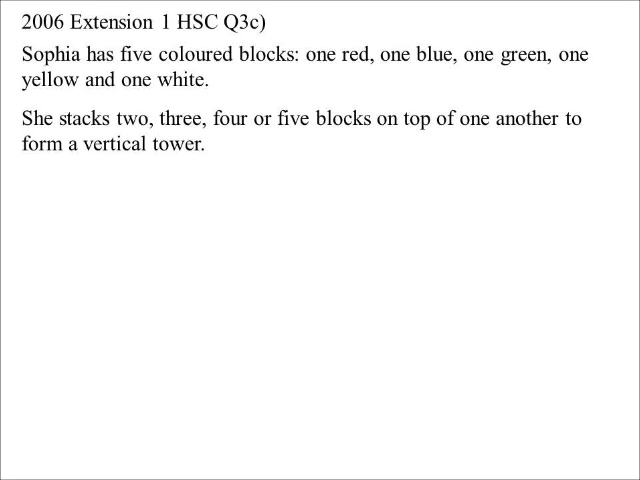 2006 Extension 1 HSC Q3c)
Sophia has five coloured blocks: one red, one blue, one green, one
yellow and one white.
She stacks two, three, four or five blocks on top of one another to
form a vertical tower.